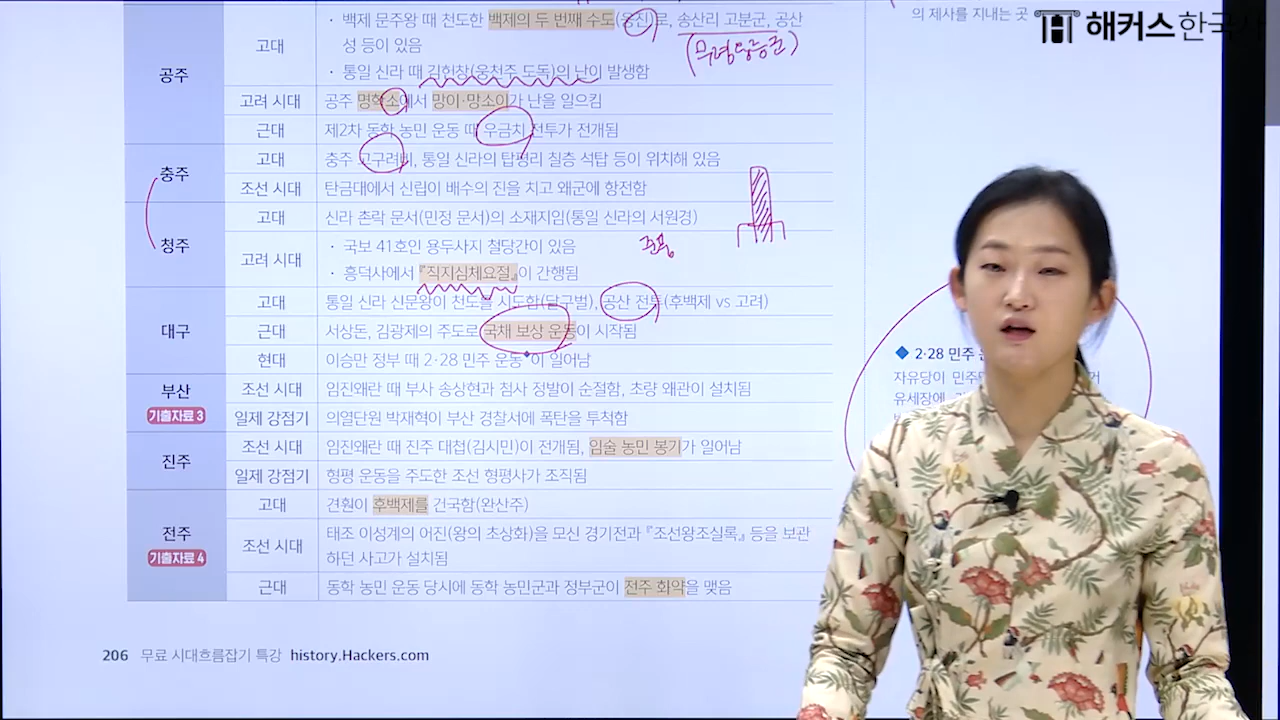 의 제사를 지내는 곳
해커스한국사
공주
고대
· 백제 문주왕 때 천도한 백제의 두 번째 수도(웅진)로, 송산리 고분군, 공산
성 등이 있음
(무령왕릉)
· 통일 신라 때 김헌창(웅천주 도독)의 난이 발생함
고려 시대 공주 명학소에서 망이·망소이가 난을 일으킴
근대 제2차 동학 농민 운동 때 우금치 전투가 전개됨
충주
고대 충주 고구려비, 통일 신라의 탑평리 칠층 석탑 등이 위치해 있음
조선 시대 탄금대에서 신립이 배수의 진을 치고 왜군에 항전함
청주
고대 신라 촌락 문서(민정 문서)의 소재지임(통일 신라의 서원경)
고려 시대
· 국보 41호인 용두사지 철당간이 있음
· 흥덕사에서 『직지심체요절』이 간행됨
대구
고대 통일 신라 신문왕이 천도를 시도함(달구벌), 공산 전투(후백제 vs 고려)
근대 서상돈, 김광제의 주도로 국채 보상 운동이 시작됨
현대 이승만 정부 때 2·28 민주 운동◆이 일어남
부산
기출자료 3
조선 시대 임진왜란 때 부사 송상현과 첨사 정발이 순절함, 초량 왜관이 설치됨
일제 강점기 의열단원 박재혁이 부산 경찰서에 폭탄을 투척함
진주
조선 시대 임진왜란 때 진주 대첩(김시민)이 전개됨, 임술 농민 봉기가 일어남
일제 강점기 형평 운동을 주도한 조선 형평사가 조직됨
전주
기출자료 4
고대 견훤이 후백제를 건국함(완산주)
조선 시대
태조 이성계의 어진(왕의 초상화)을 모신 경기전과 『조선왕조실록』 등을 보관
하던 사고가 설치됨
근대 동학 농민 운동 당시에 동학 농민군과 정부군이 전주 화약을 맺음
◆ 2·28 민주
자유당이 민주
유세장에
206 무료 시대흐름잡기 특강 history.Hackers.com